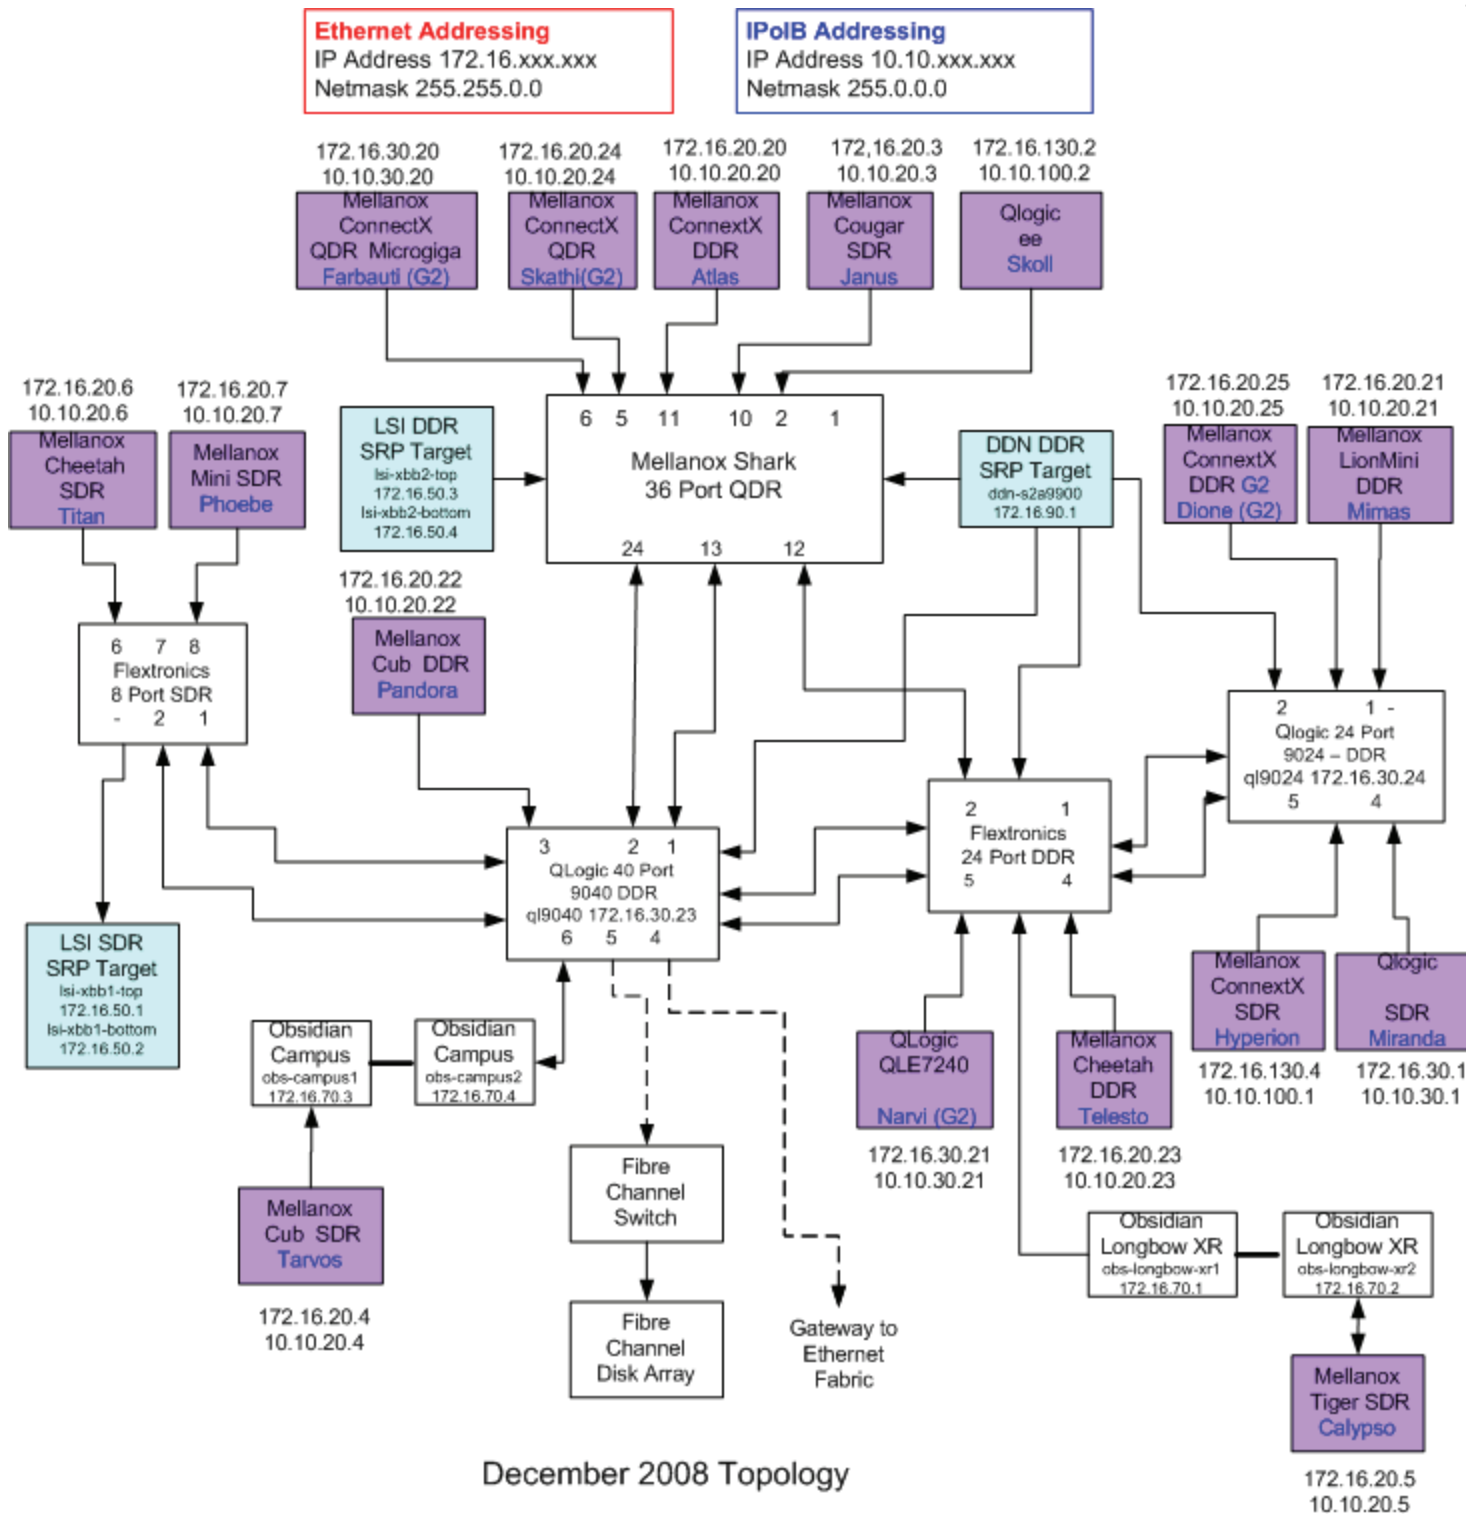 Ethernet Addressing
IP Address 172.16.xxx.xxx
Netmask 255.255.0.0
IPoIB Addressing
IP Address 10.10.xxx.xxx
Netmask 255.0.0.0
172.16.30.20
10.10.30.20
Mellanox
ConnectX
QDR Microgiga
Farbauti (G2)
172.16.20.24
10.10.20.24
Mellanox
ConnectX
QDR
Skathi(G2)
172.16.20.20
10.10.20.20
Mellanox
ConnextX
DDR
Atlas
172,16.20.3
10.10.20.3
Mellanox
Cougar
SDR
Janus
172.16.130.2
10.10.100.2
Qlogic
ee
Skoll
172.16.20.6
10.10.20.6
Mellanox
Cheetah
SDR
Titan
172.16.20.7
10.10.20.7
Mellanox
Mini SDR
Phoebe
LSI DDR
SRP Target
lsi-xbb2-top
172.16.50.3
lsi-xbb2-bottom
172.16.50.4
6 5 11 10 2 1
Mellanox Shark
36 Port QDR
24 13 12
DDN DDR
SRP Target
ddn-s2a9900
172.16.90.1
172.16.20.25
10.10.20.25
Mellanox
ConnextX
DDR G2
Dione (G2)
172.16.20.21
10.10.20.21
Mellanox
LionMini
DDR
Mimas
172.16.20.22
10.10.20.22
Mellanox
Cub DDR
Pandora
6 7 8
Flextronics
8 Port SDR
- 2 1
2 1 -
Qlogic 24 Port
9024 – DDR
ql9024 172.16.30.24
5 4
3 2 1
QLogic 40 Port
9040 DDR
ql9040 172.16.30.23
6 5 4
2 1
Flextronics
24 Port DDR
5 4
LSI SDR
SRP Target
lsi-xbb1-top
172.16.50.1
lsi-xbb1-bottom
172.16.50.2
Obsidian
Campus
obs-campus1
172.16.70.3
Obsidian
Campus
obs-campus2
172.16.70.4
QLogic
QLE7240
Narvi (G2)
172.16.30.21
10.10.30.21
Mellanox
Cheetah
DDR
Telesto
172.16.20.23
10.10.20.23
Mellanox
ConnextX
SDR
Hyperion
172.16.130.4
10.10.100.1
Qlogic
SDR
Miranda
172.16.30.1
10.10.30.1
Mellanox
Cub SDR
Tarvos
172.16.20.4
10.10.20.4
Fibre
Channel
Switch
Fibre
Channel
Disk Array
Gateway to
Ethernet
Fabric
Obsidian
Longbow XR
obs-longbow-xr1
172.16.70.1
Obsidian
Longbow XR
obs-longbow-xr2
172.16.70.2
Mellanox
Tiger SDR
Calypso
172.16.20.5
10.10.20.5
December 2008 Topology